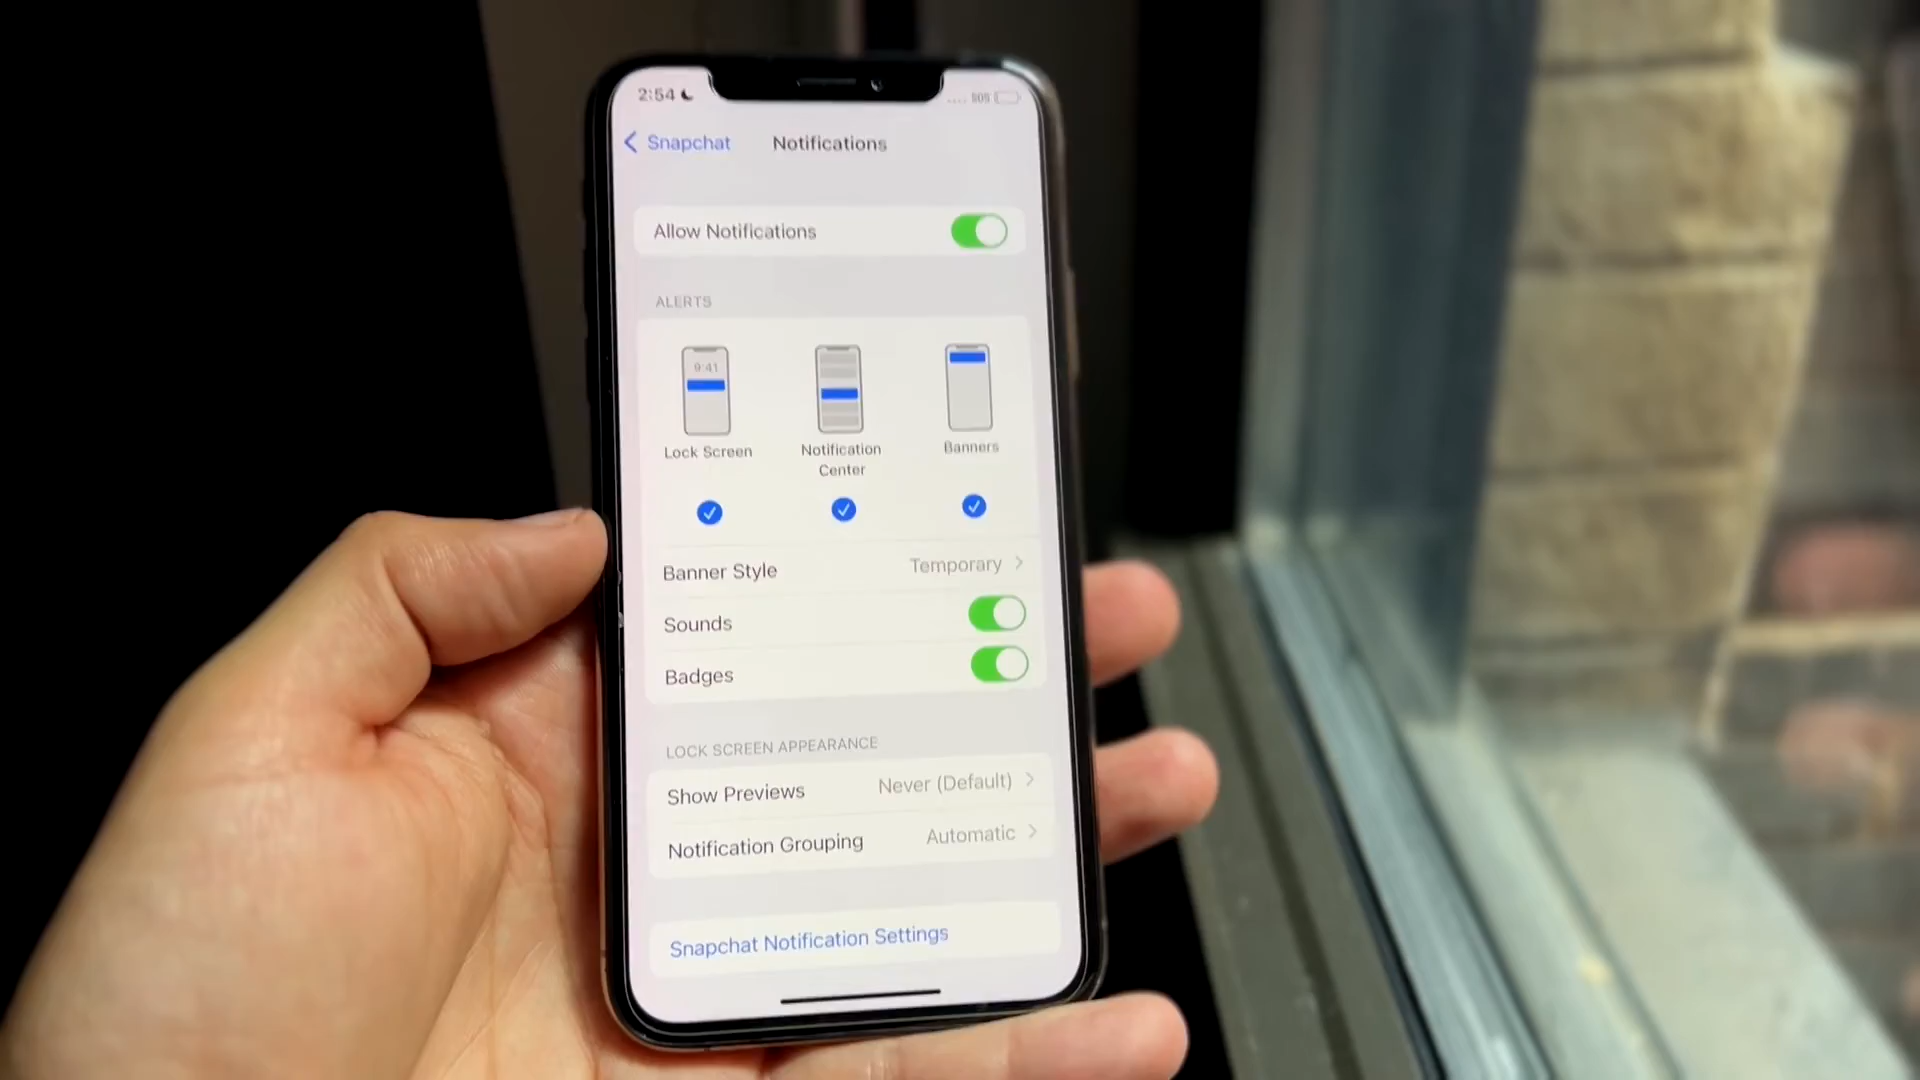 2:54
SOS
Snapchat
Notifications
Allow Notifications
ALERTS
9:41
Lock Screen
Notification
Center
Banners
Banner Style
Temporary
Sounds
Badges
LOCK SCREEN APPEARANCE
Show Previews
Never (Default)
Notification Grouping
Automatic
Snapchat Notification Settings